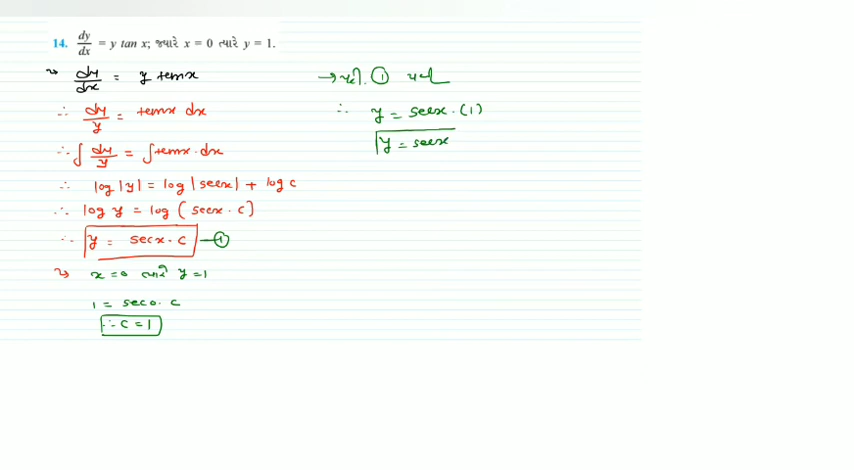 14. dy/dx = y tan x; જ્યારે x = 0 ત્યારે y = 1.
dy/dx = y tanx
∴ dy/y = tanx dx
∴ ∫ dy/y = ∫ tanx · dx
∴ log |y| = log |secx| + log c
∴ log y = log ( secx · c )
∴ y = secx · c —①
x = 0 ત્યારે y = 1
1 = sec0 · c
∴ c = 1
→ ①
∴ y = secx · (1)
y = secx